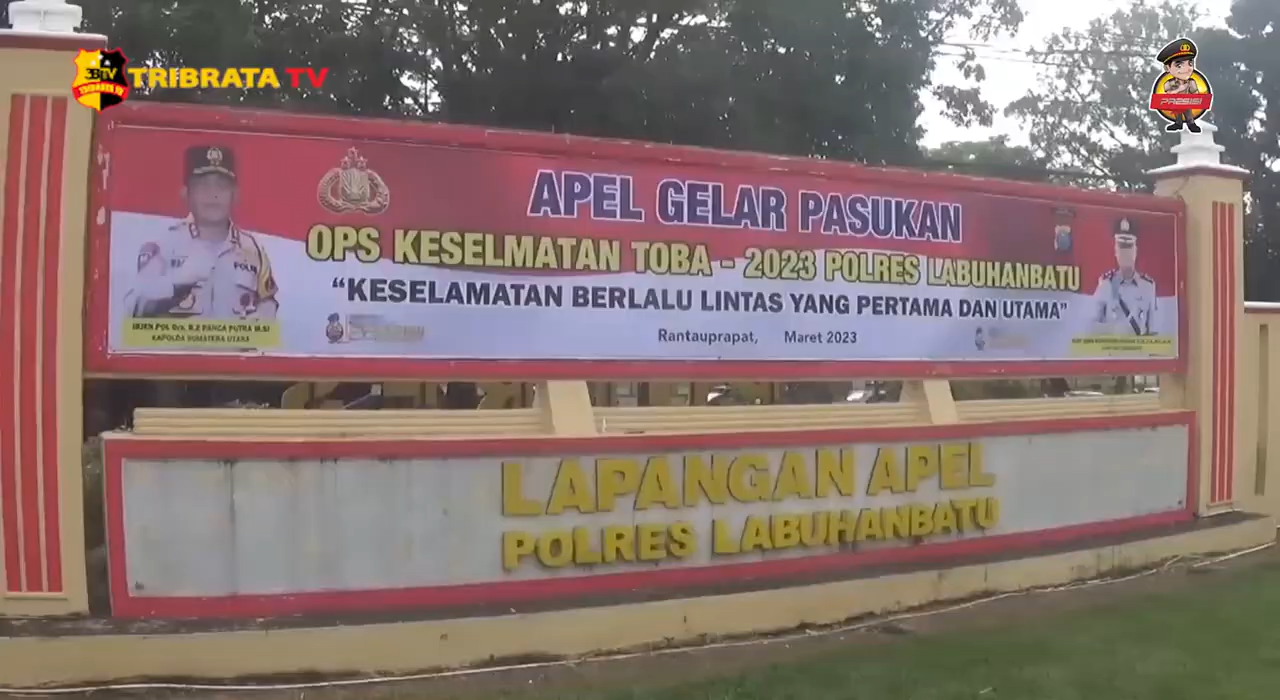 TRIBRATA TV
PRESISI
APEL GELAR PASUKAN
OPS KESELMATAN TOBA - 2023 POLRES LABUHANBATU
“KESELAMATAN BERLALU LINTAS YANG PERTAMA DAN UTAMA”
Rantauprapat, Maret 2023
IRJEN POL Drs. R.Z PANCA PUTRA M.SI
KAPOLDA SUMATERA UTARA
LAPANGAN APEL
POLRES LABUHANBATU